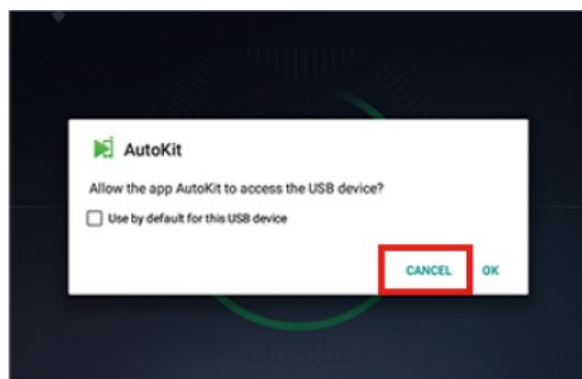 AutoKit
Allow the app AutoKit to access the USB device?
Use by default for this USB device
CANCEL OK